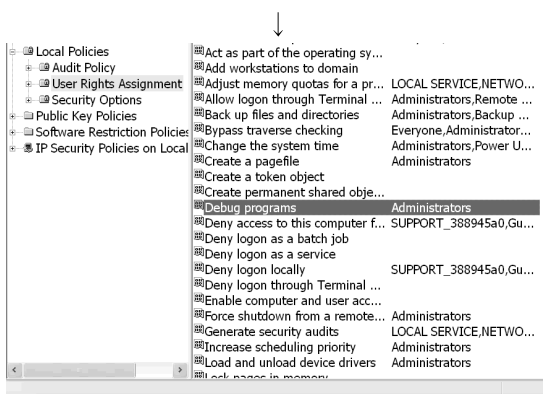 Local Policies
Audit Policy
User Rights Assignment
Security Options
Public Key Policies
Software Restriction Policies
IP Security Policies on Local
Act as part of the operating sy...
Add workstations to domain
Adjust memory quotas for a pr... LOCAL SERVICE,NETWO...
Allow logon through Terminal ... Administrators,Remote ...
Back up files and directories Administrators,Backup ...
Bypass traverse checking Everyone,Administrator...
Change the system time Administrators,Power U...
Create a pagefile Administrators
Create a token object
Create permanent shared obje...
Debug programs Administrators
Deny access to this computer f... SUPPORT_388945a0,Gu...
Deny logon as a batch job
Deny logon as a service
Deny logon locally SUPPORT_388945a0,Gu...
Deny logon through Terminal ...
Enable computer and user acc...
Force shutdown from a remote... Administrators
Generate security audits LOCAL SERVICE,NETWO...
Increase scheduling priority Administrators
Load and unload device drivers Administrators
Lock pages in memory